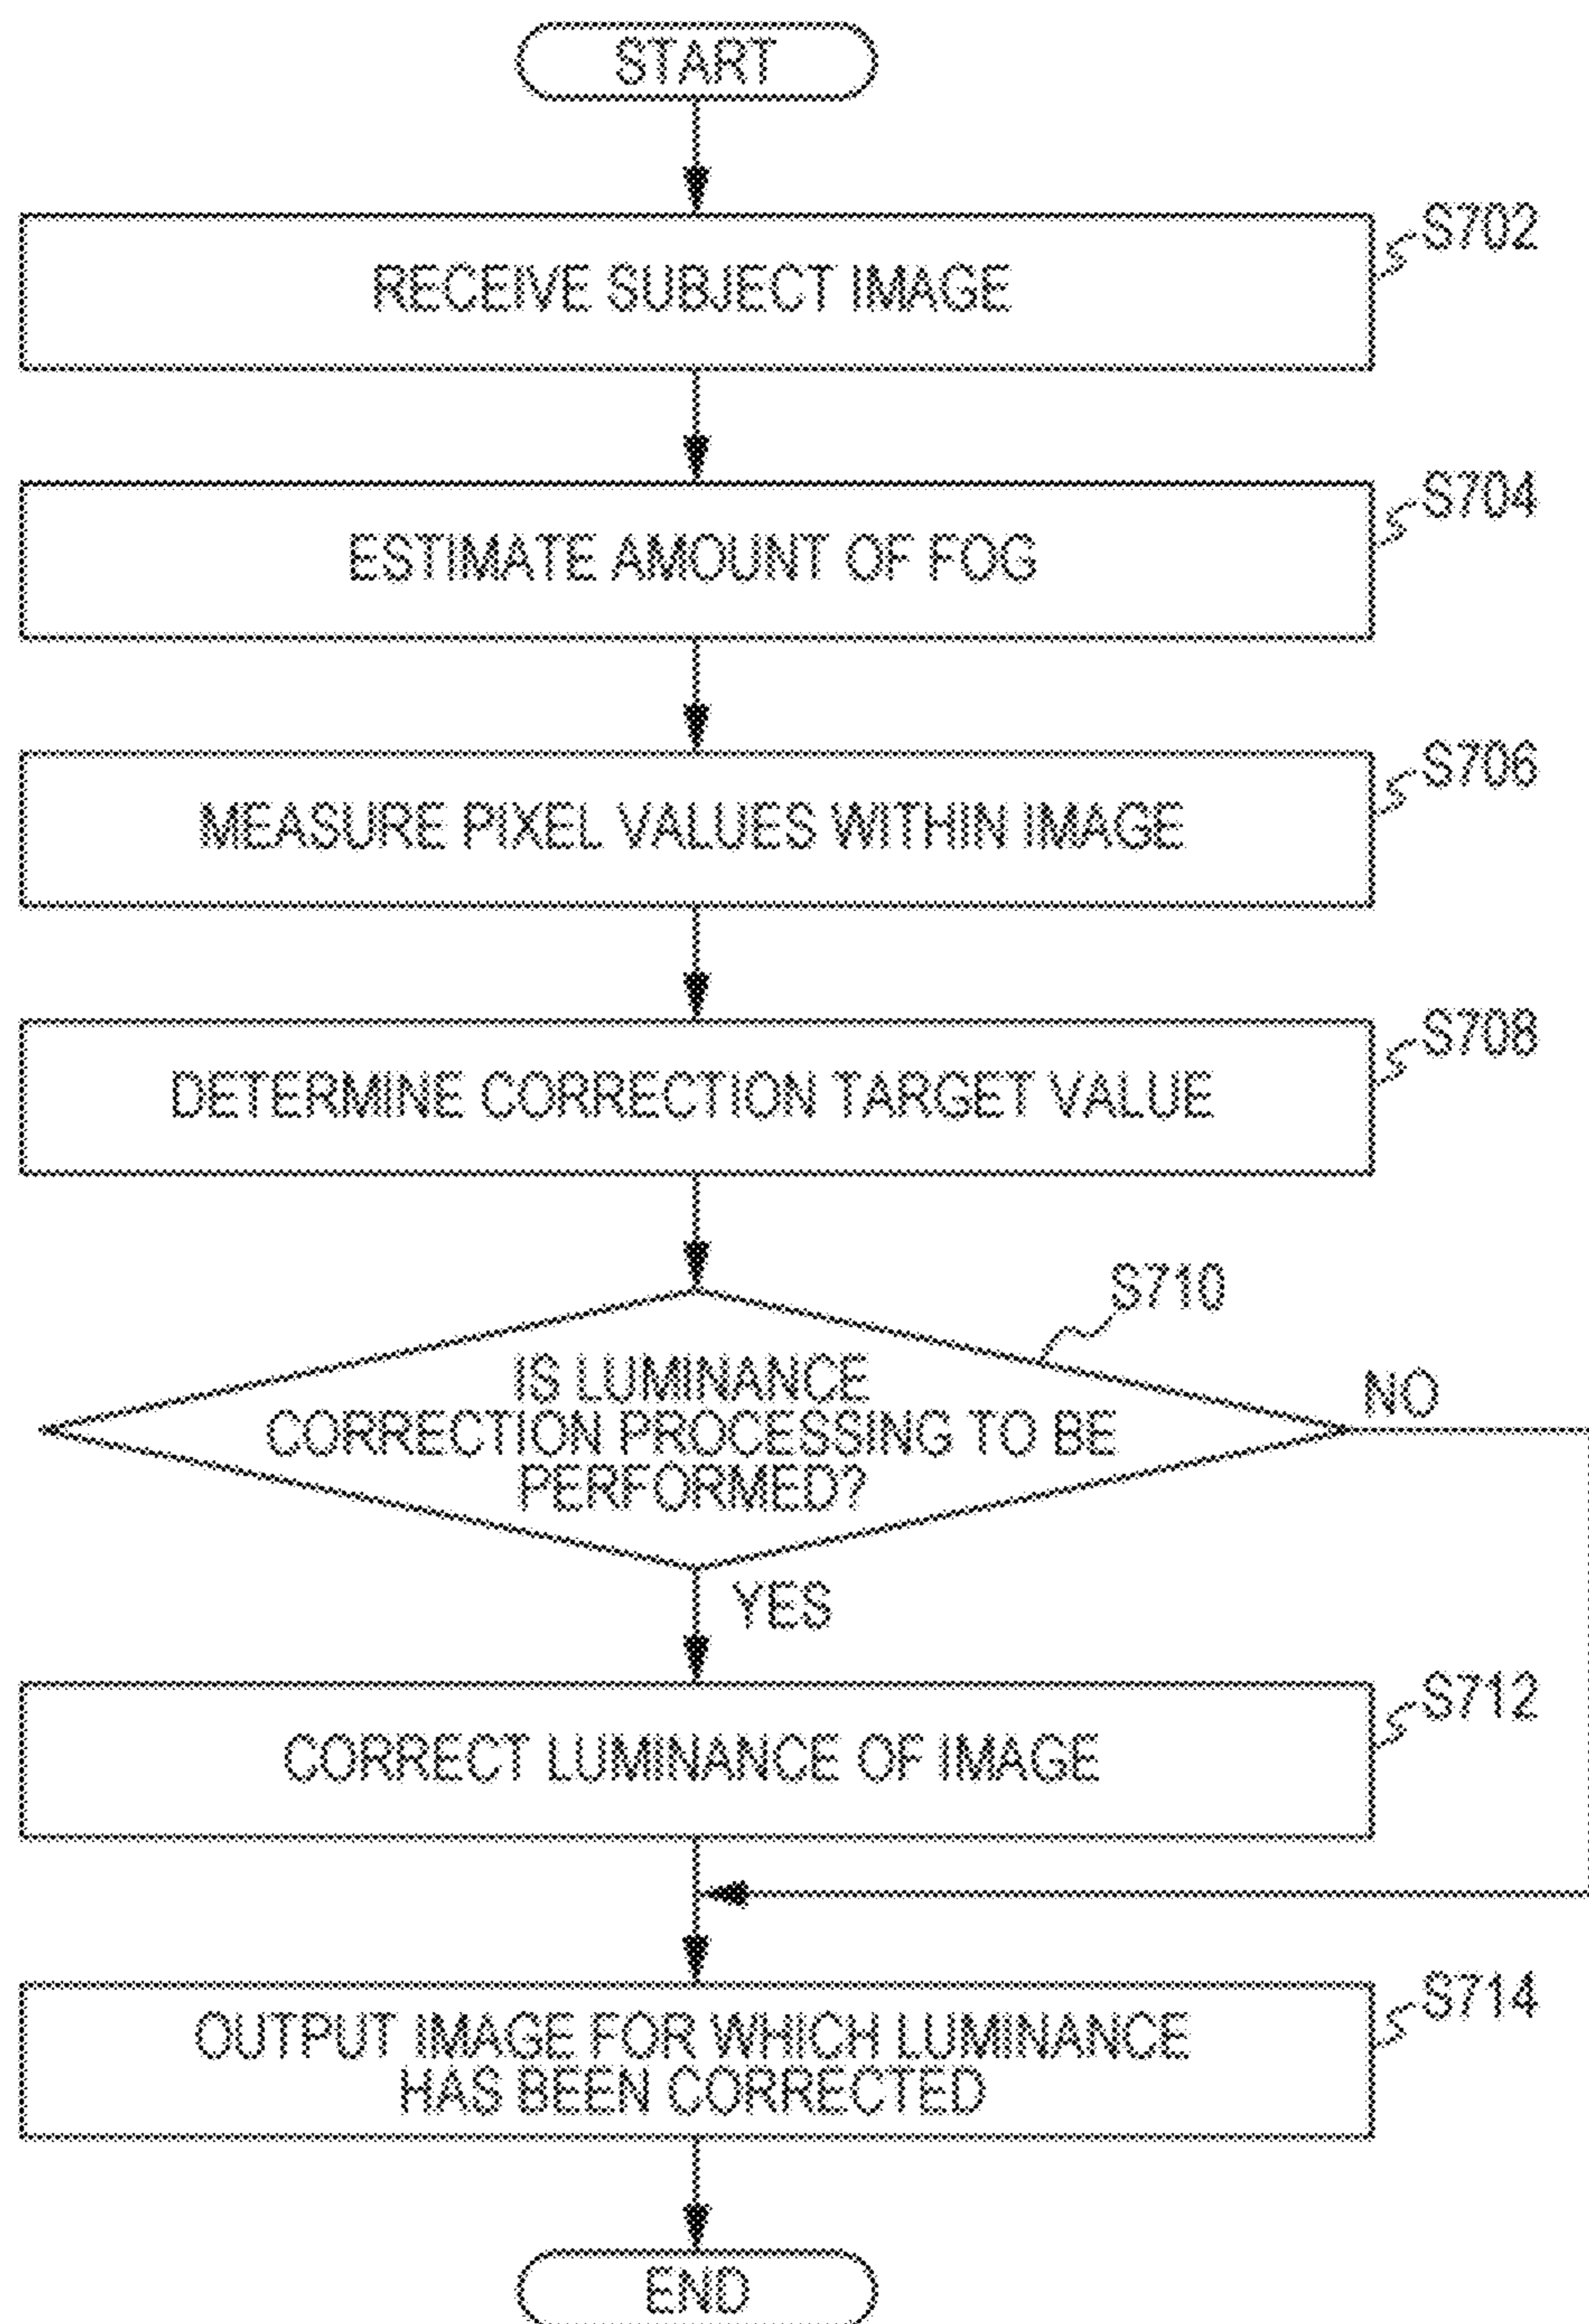 START
RECEIVE SUBJECT IMAGE
S702
ESTIMATE AMOUNT OF FOG
S704
MEASURE PIXEL VALUES WITHIN IMAGE
S706
DETERMINE CORRECTION TARGET VALUE
S708
S710
IS LUMINANCE
CORRECTION PROCESSING TO BE
PERFORMED?
NO
YES
CORRECT LUMINANCE OF IMAGE
S712
OUTPUT IMAGE FOR WHICH LUMINANCE
HAS BEEN CORRECTED
S714
END